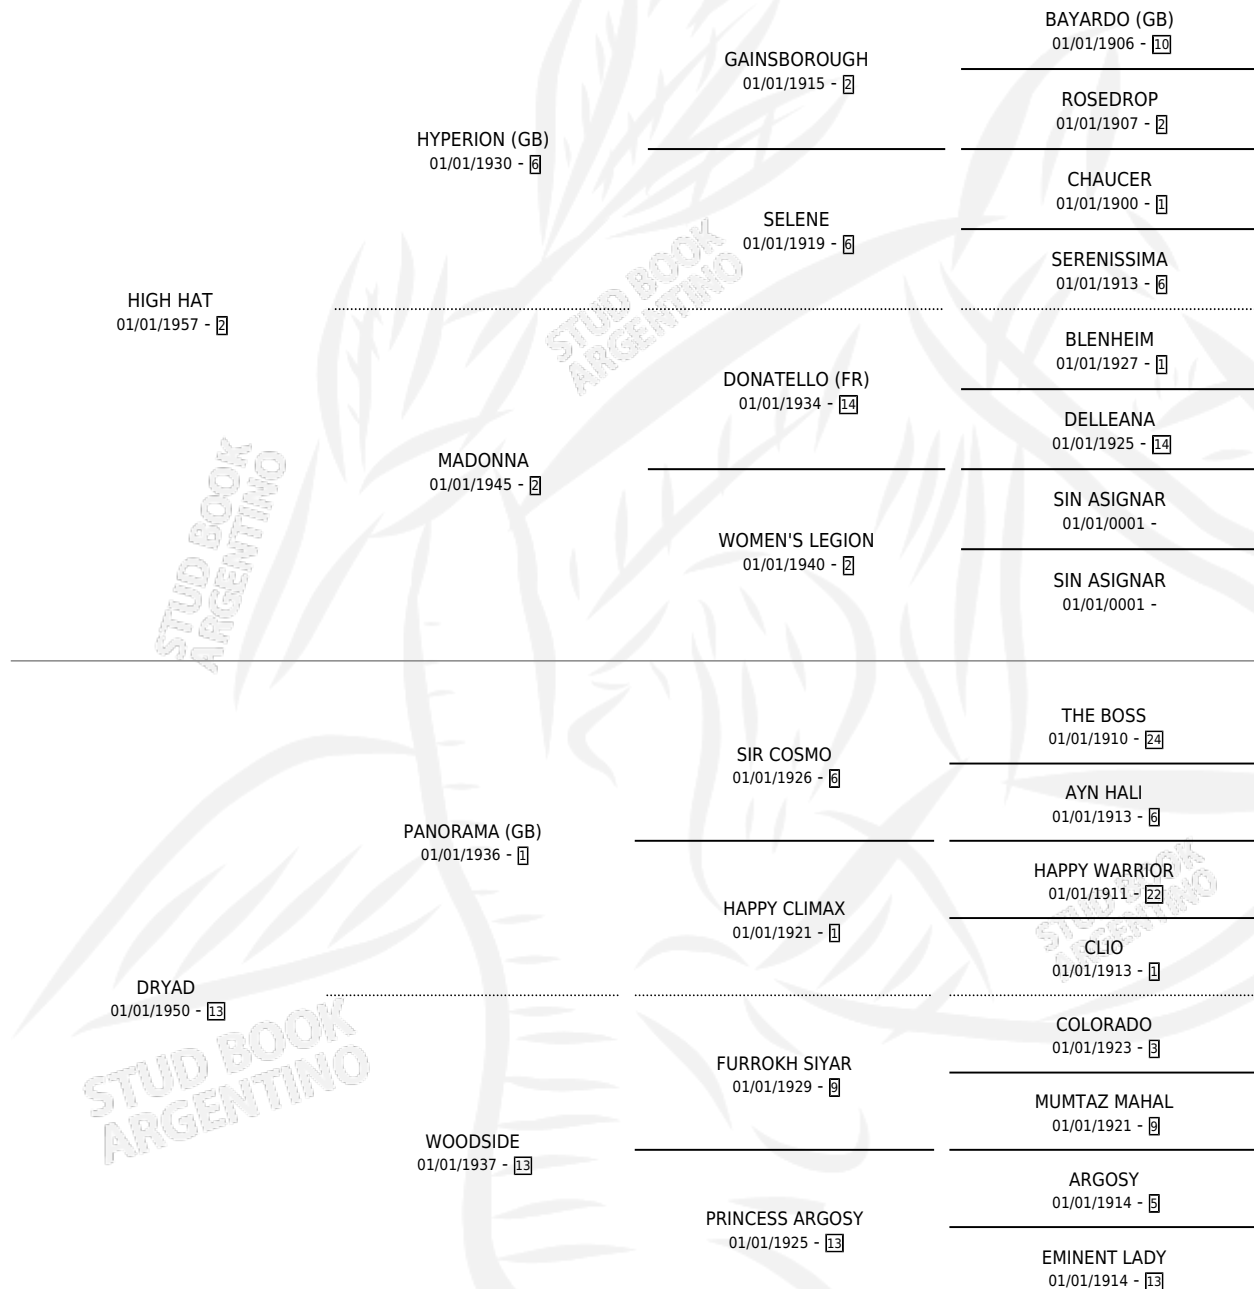 BAYARDO (GB)
01/01/1906 - 10
GAINSBOROUGH
01/01/1915 - 2
ROSEDROP
01/01/1907 - 2
HYPERION (GB)
01/01/1930 - 6
CHAUCER
01/01/1900 - 1
SELENE
01/01/1919 - 6
SERENISSIMA
01/01/1913 - 6
HIGH HAT
01/01/1957 - 2
BLENHEIM
01/01/1927 - 1
DONATELLO (FR)
01/01/1934 - 14
DELLEANA
01/01/1925 - 14
MADONNA
01/01/1945 - 2
SIN ASIGNAR
01/01/0001 -
WOMEN'S LEGION
01/01/1940 - 2
SIN ASIGNAR
01/01/0001 -
THE BOSS
01/01/1910 - 24
SIR COSMO
01/01/1926 - 6
AYN HALI
01/01/1913 - 6
PANORAMA (GB)
01/01/1936 - 1
HAPPY WARRIOR
01/01/1911 - 22
HAPPY CLIMAX
01/01/1921 - 1
CLIO
01/01/1913 - 1
DRYAD
01/01/1950 - 13
COLORADO
01/01/1923 - 3
FURROKH SIYAR
01/01/1929 - 9
MUMTAZ MAHAL
01/01/1921 - 9
WOODSIDE
01/01/1937 - 13
ARGOSY
01/01/1914 - 5
PRINCESS ARGOSY
01/01/1925 - 13
EMINENT LADY
01/01/1914 - 13
STUD BOOK
ARGENTINO
STUD BOOK
ARGENTINO
STUD BOOK
ARGENTINO
STUD BOOK
ARGENTINO